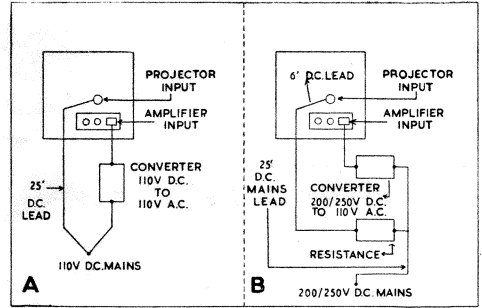 PROJECTOR
INPUT
AMPLIFIER
INPUT
CONVERTER
110V D.C.
TO
110V A.C.
25'
D.C.
LEAD
110V D.C. MAINS
A
6' D.C. LEAD
PROJECTOR
INPUT
AMPLIFIER
INPUT
25'
D.C.
MAINS
LEAD
CONVERTER
200/250V D.C.
TO 110V A.C.
RESISTANCE
B
200/250V D.C. MAINS